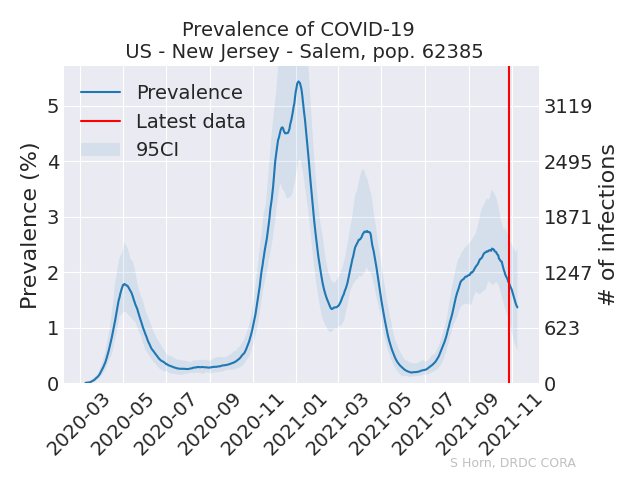 Prevalence of COVID-19
US - New Jersey - Salem, pop. 62385
Prevalence
Latest data
95CI
Prevalence (%)
5
4
3
2
1
0
3119
2495
1871
1247
623
0
# of infections
2020-03
2020-05
2020-07
2020-09
2020-11
2021-01
2021-03
2021-05
2021-07
2021-09
2021-11
S Horn, DRDC CORA